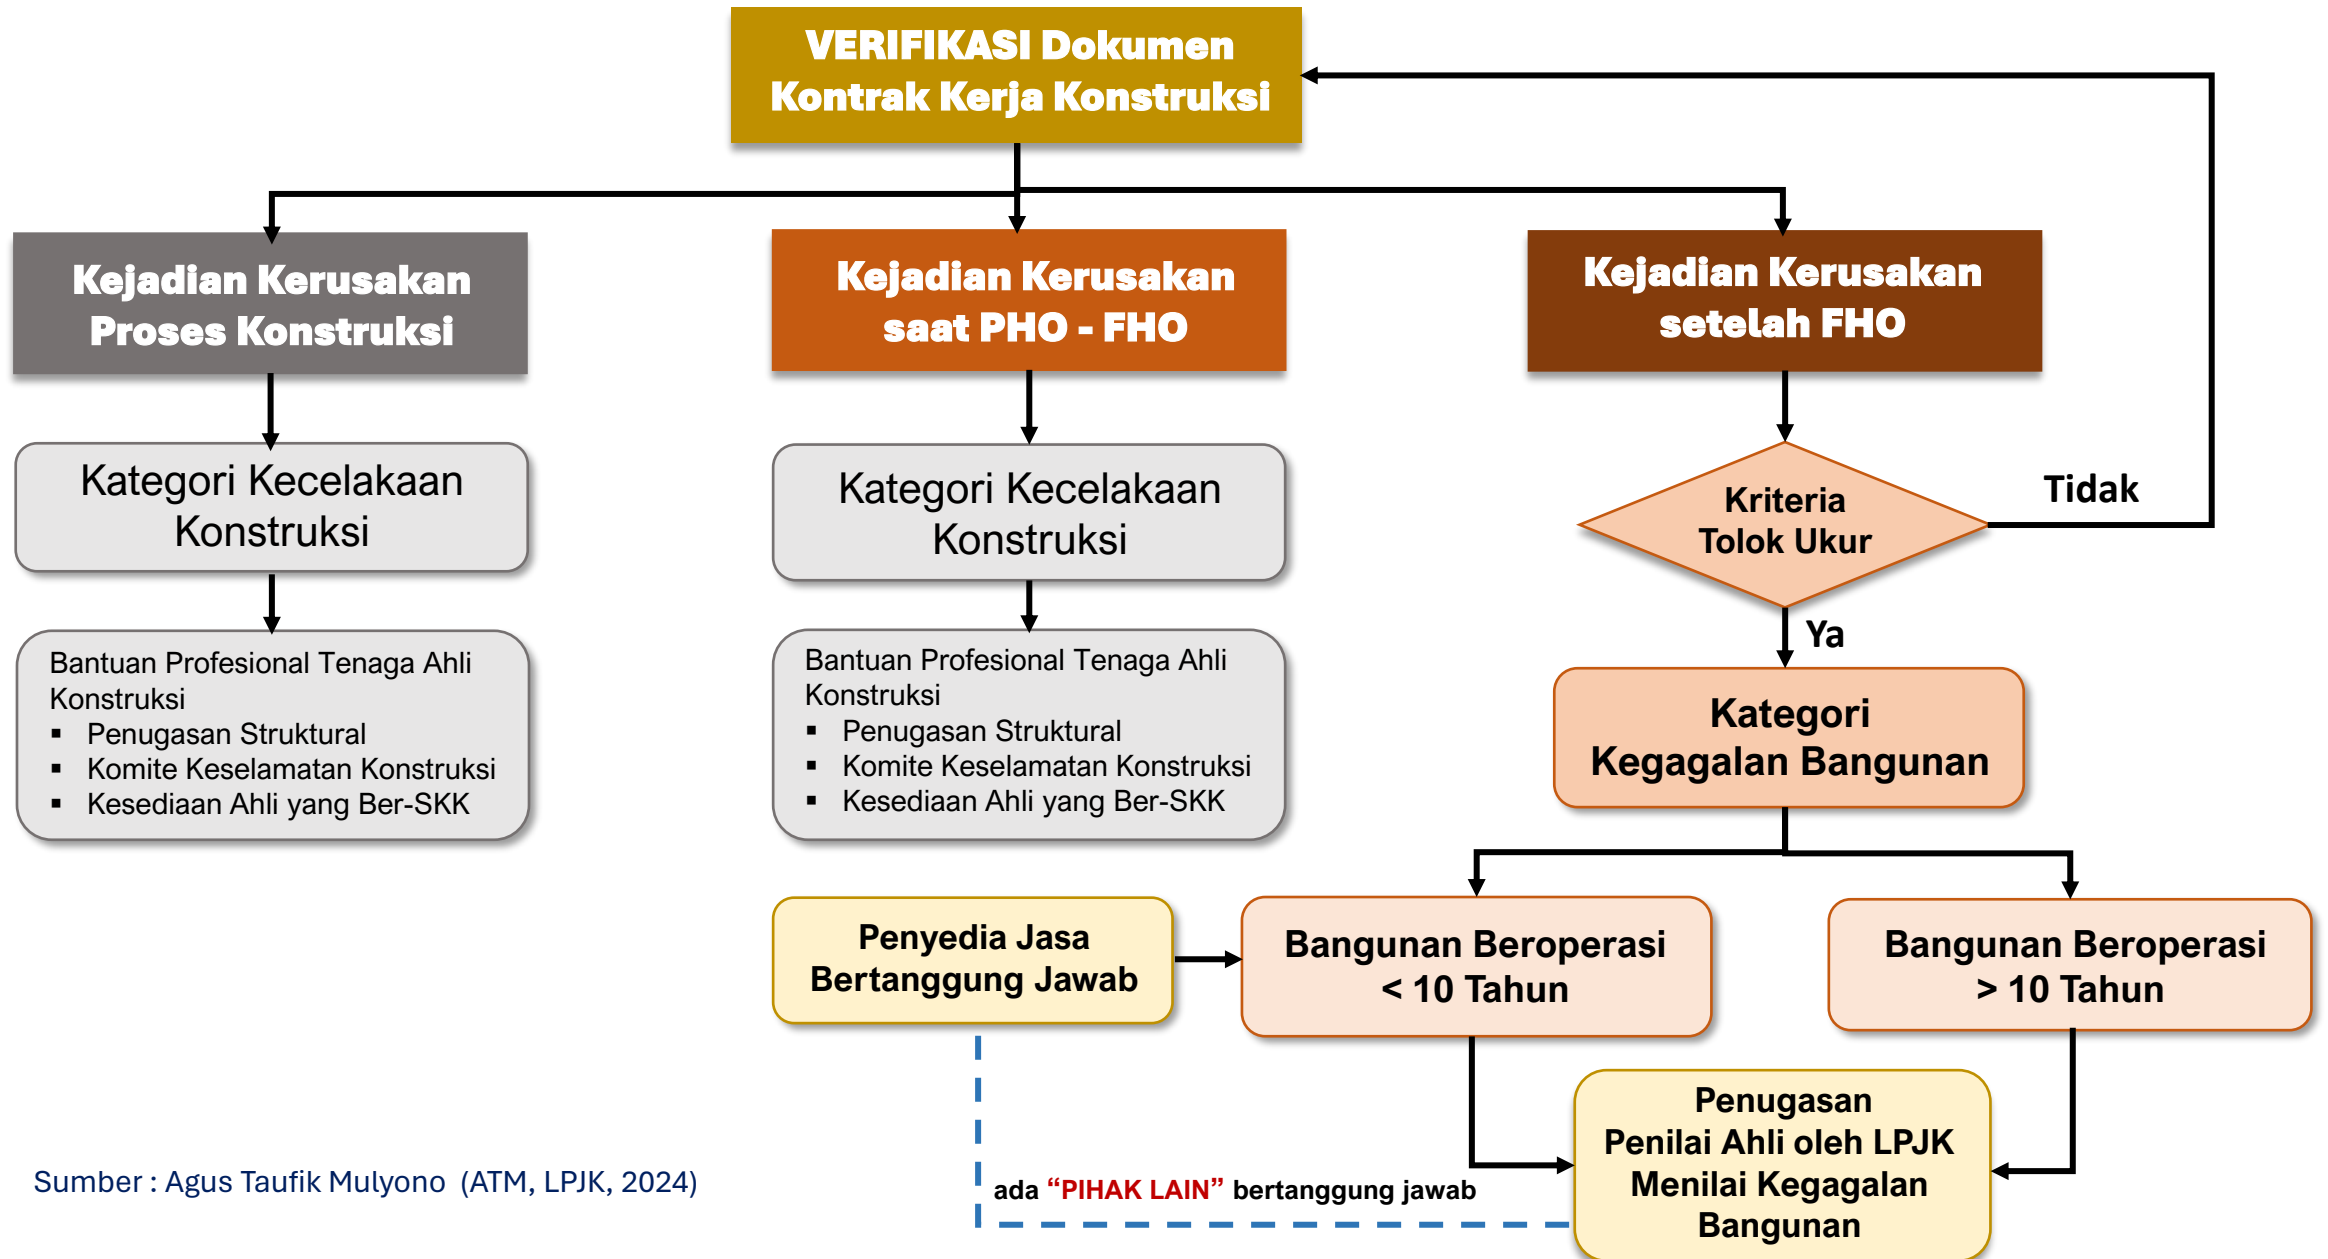 VERIFIKASI Dokumen
Kontrak Kerja Konstruksi
Kejadian Kerusakan
Proses Konstruksi
Kejadian Kerusakan
saat PHO - FHO
Kejadian Kerusakan
setelah FHO
Kategori Kecelakaan
Konstruksi
Kategori Kecelakaan
Konstruksi
Kriteria
Tolok Ukur
Tidak
Ya
Bantuan Profesional Tenaga Ahli
Konstruksi
▪ Penugasan Struktural
▪ Komite Keselamatan Konstruksi
▪ Kesediaan Ahli yang Ber-SKK
Bantuan Profesional Tenaga Ahli
Konstruksi
▪ Penugasan Struktural
▪ Komite Keselamatan Konstruksi
▪ Kesediaan Ahli yang Ber-SKK
Kategori
Kegagalan Bangunan
Penyedia Jasa
Bertanggung Jawab
Bangunan Beroperasi
< 10 Tahun
Bangunan Beroperasi
> 10 Tahun
Penugasan
Penilai Ahli oleh LPJK
Menilai Kegagalan
Bangunan
ada “PIHAK LAIN” bertanggung jawab
Sumber : Agus Taufik Mulyono (ATM, LPJK, 2024)